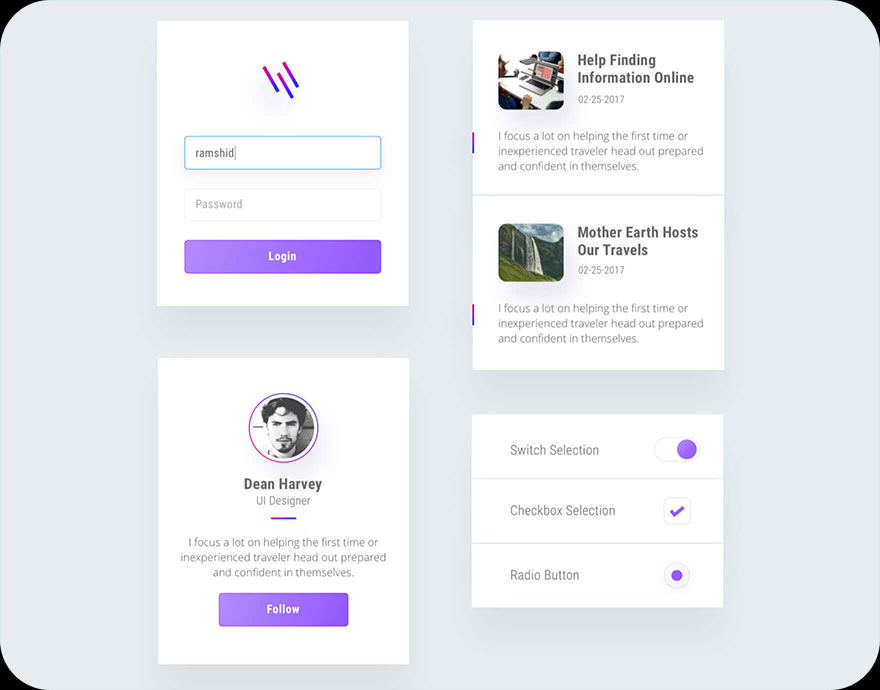 ramshid
Password
Login
Help Finding
Information Online
02-25-2017
I focus a lot on helping the first time or
inexperienced traveler head out prepared
and confident in themselves.
Mother Earth Hosts
Our Travels
02-25-2017
I focus a lot on helping the first time or
inexperienced traveler head out prepared
and confident in themselves.
Dean Harvey
UI Designer
I focus a lot on helping the first time or
inexperienced traveler head out prepared
and confident in themselves.
Follow
Switch Selection
Checkbox Selection
Radio Button